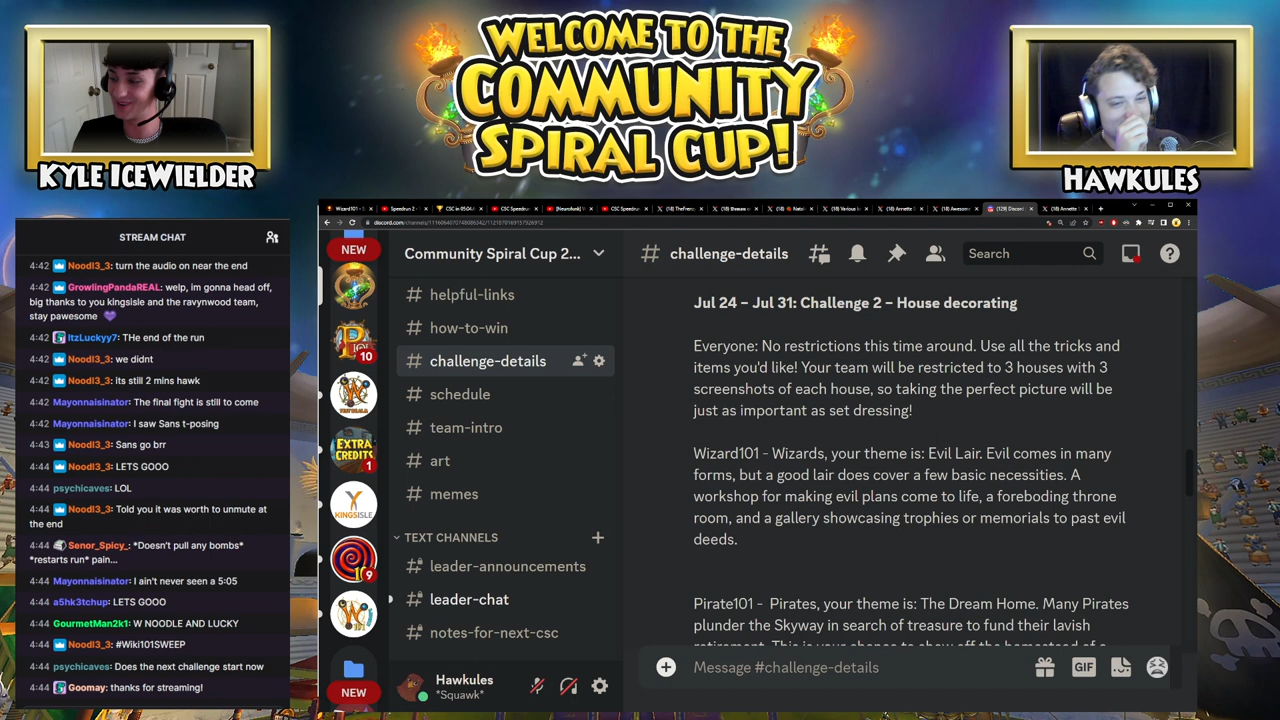 WELCOME TO THE
COMMUNITY
SPIRAL CUP!
KYLE ICEWIELDER
HAWKULES
STREAM CHAT
4:42 Noodl3_3: turn the audio on near the end
4:42 GrowlingPandaREAL: welp, im gonna head off,
big thanks to you kingsisle and the ravynwood team,
stay pawesome
4:42 ItzLuckyy7: THe end of the run
4:42 Noodl3_3: we didnt
4:42 Noodl3_3: its still 2 mins hawk
4:42 Mayonnaisinator: The final fight is still to come
4:42 Mayonnaisinator: I saw Sans t-posing
4:43 Noodl3_3: Sans go brr
4:44 Noodl3_3: LETS GOOO
4:44 psychicaves: LOL
4:44 Noodl3_3: Told you it was worth to unmute at
the end
4:44 Senor_Spicy_: *Doesn't pull any bombs*
*restarts run* pain...
4:44 Mayonnaisinator: I ain't never seen a 5:05
4:44 a5hk3tchup: LETS GOOO
4:44 GourmetMan2k1: W NOODLE AND LUCKY
4:44 Noodl3_3: #Wiki101SWEEP
4:44 psychicaves: Does the next challenge start now
4:44 Goomay: thanks for streaming!
NEW
10
EXTRA
CREDITS
1
KINGSISLE
9
NEW
Community Spiral Cup 2...
# helpful-links
# how-to-win
# challenge-details
# schedule
# team-intro
# art
# memes
TEXT CHANNELS
# leader-announcements
# leader-chat
# notes-for-next-csc
Hawkules
*Squawk*
# challenge-details
Search
Jul 24 – Jul 31: Challenge 2 – House decorating
Everyone: No restrictions this time around. Use all the tricks and
items you'd like! Your team will be restricted to 3 houses with 3
screenshots of each house, so taking the perfect picture will be
just as important as set dressing!
Wizard101 - Wizards, your theme is: Evil Lair. Evil comes in many
forms, but a good lair does cover a few basic necessities. A
workshop for making evil plans come to life, a foreboding throne
room, and a gallery showcasing trophies or memorials to past evil
deeds.
Pirate101 - Pirates, your theme is: The Dream Home. Many Pirates
plunder the Skyway in search of treasure to fund their lavish
retirement. This is your chance to show off the homestead of a
Message #challenge-details
GIF